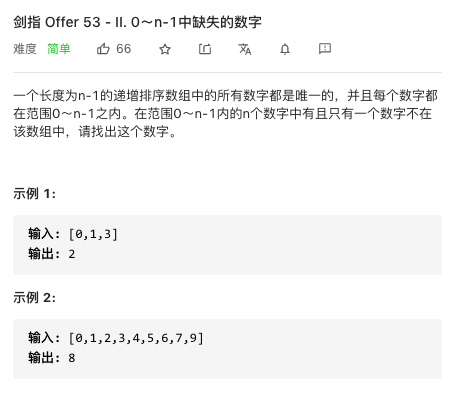 剑指 Offer 53 - II. 0～n-1中缺失的数字
难度 简单 66
一个长度为n-1的递增排序数组中的所有数字都是唯一的，并且每个数字都
在范围0～n-1之内。在范围0～n-1内的n个数字中有且只有一个数字不在
该数组中，请找出这个数字。
示例 1:
输入: [0,1,3]
输出: 2
示例 2:
输入: [0,1,2,3,4,5,6,7,9]
输出: 8